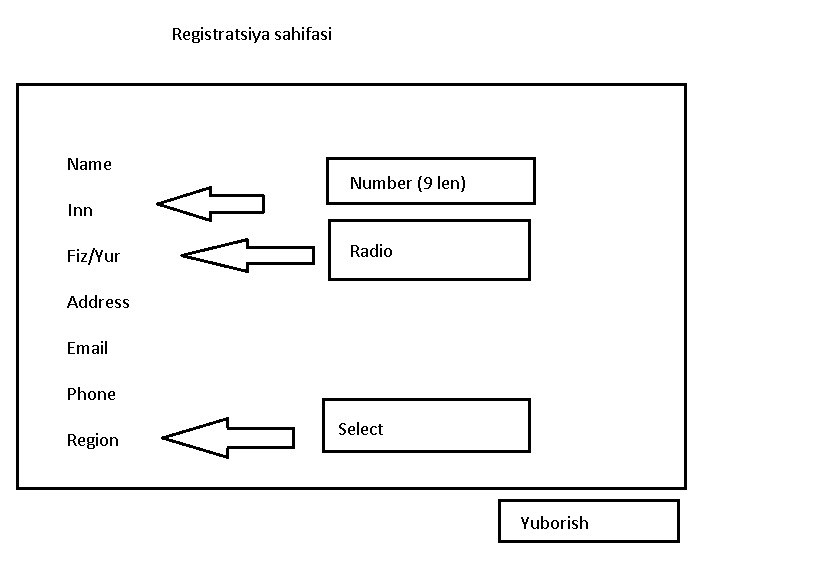 Registratsiya sahifasi
Name
Number (9 len)
Inn
Fiz/Yur
Radio
Address
Email
Phone
Region
Select
Yuborish